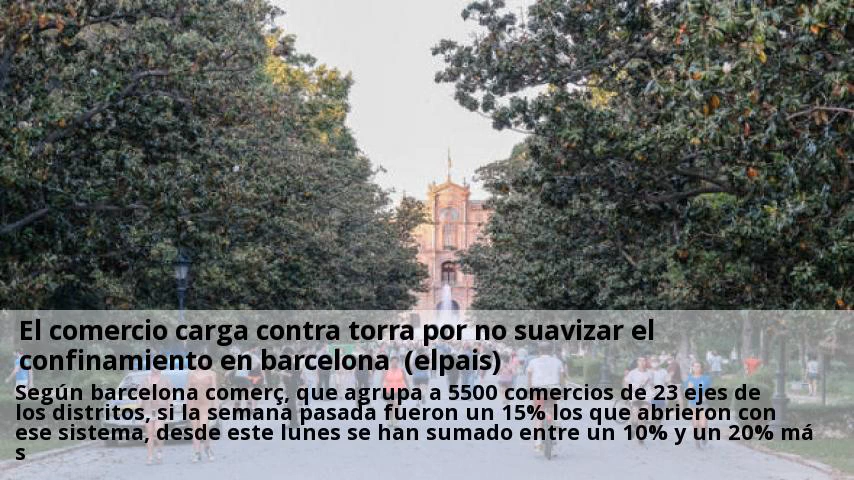 El comercio carga contra torra por no suavizar el
confinamiento en barcelona  (elpais)
Según barcelona comerç, que agrupa a 5500 comercios de 23 ejes de
los distritos, si la semana pasada fueron un 15% los que abrieron con
ese sistema, desde este lunes se han sumado entre un 10% y un 20% má
s